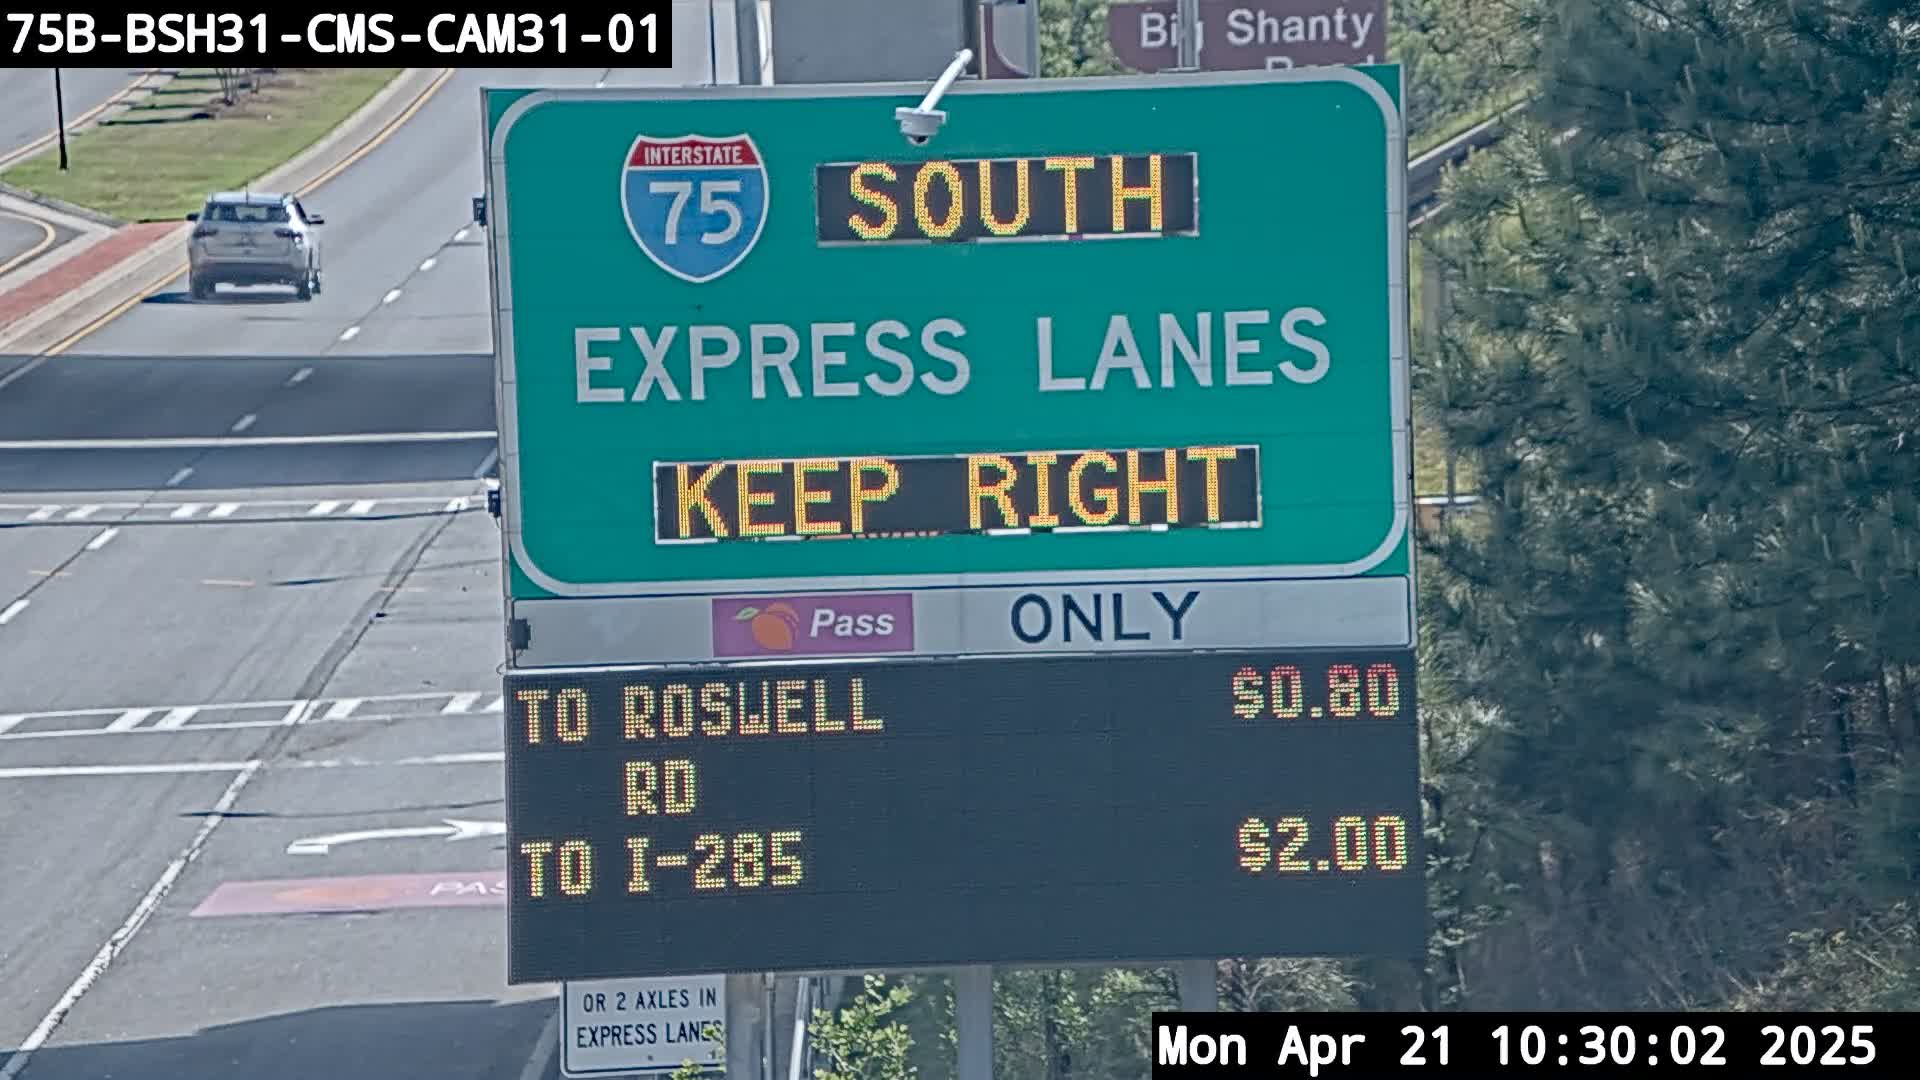 75B-BSH31-CMS-CAM31-01
Big Shanty
Road
INTERSTATE
75
SOUTH
EXPRESS LANES
KEEP RIGHT
Pass ONLY
TO ROSWELL $0.80
RD
TO I-285 $2.00
PAS
OR 2 AXLES IN
EXPRESS LANES
Mon Apr 21 10:30:02 2025